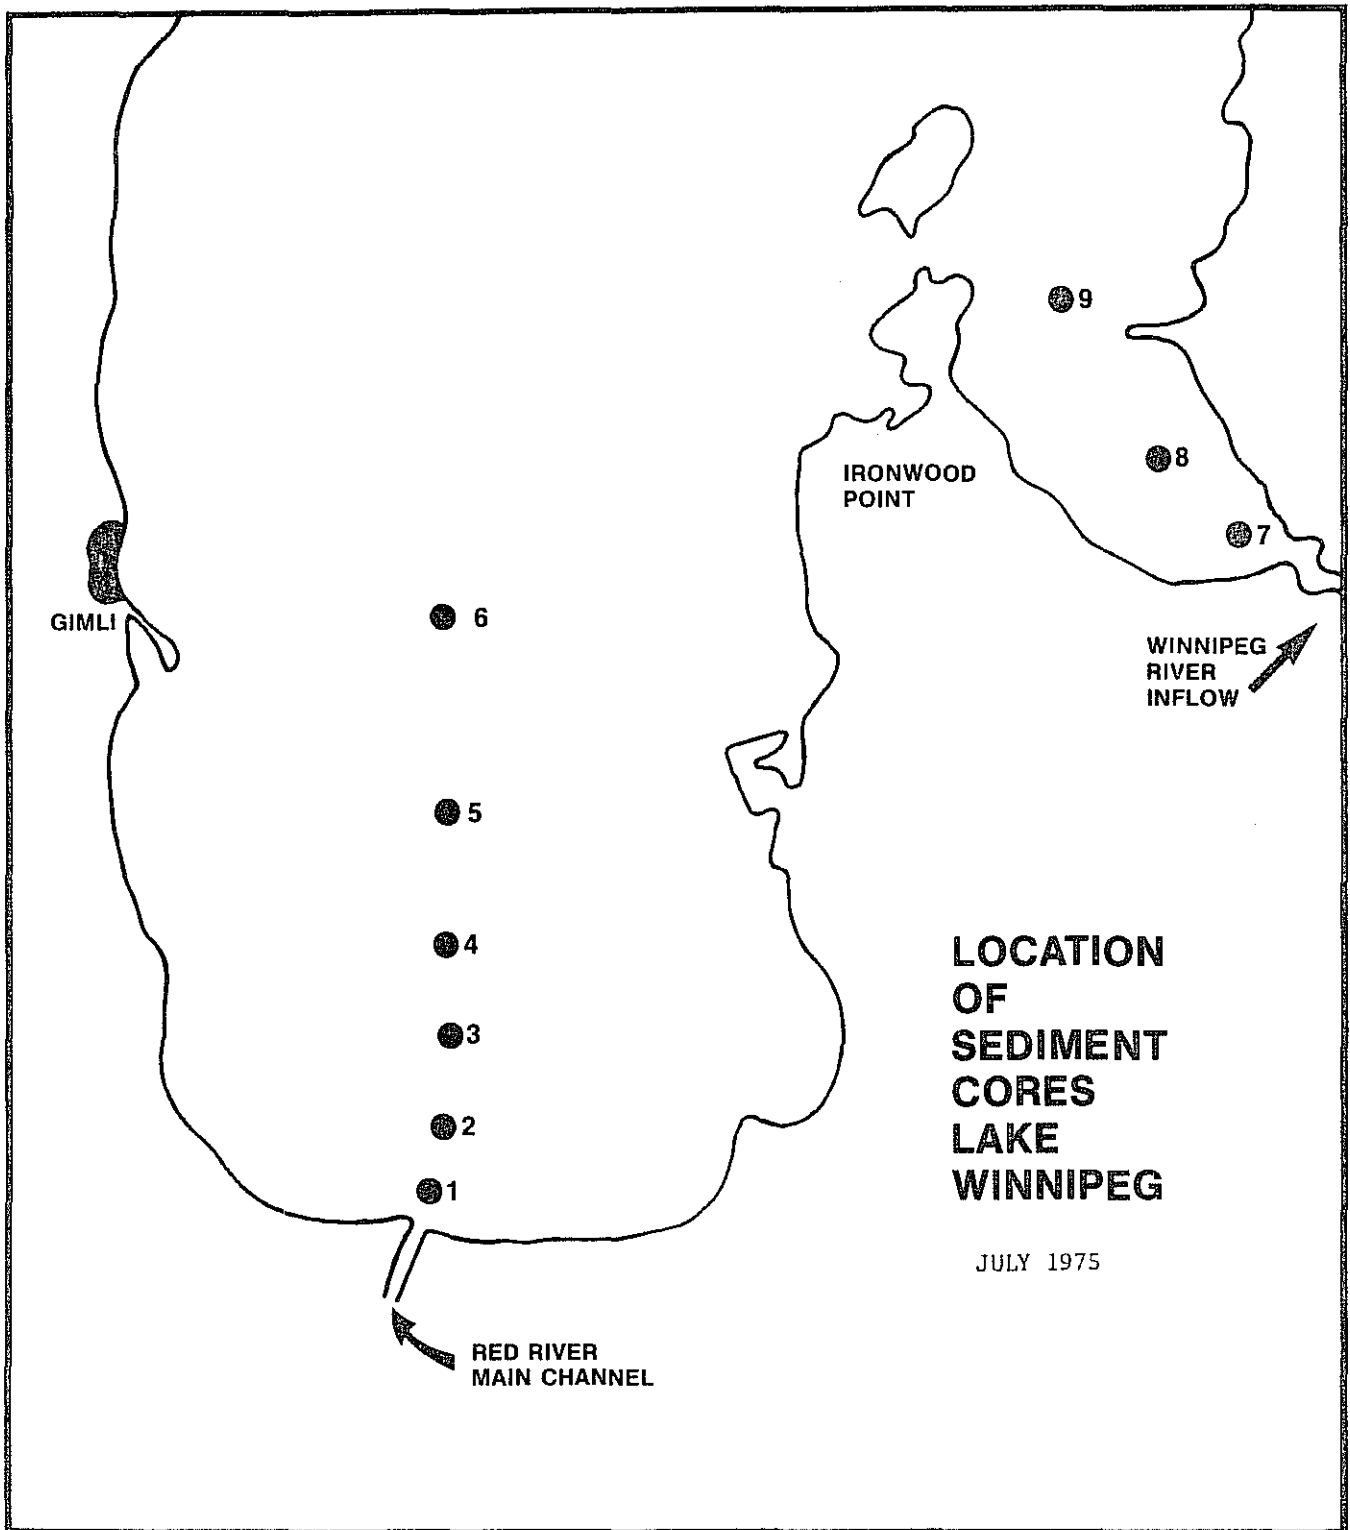 9
8
IRONWOOD
POINT
7
GIMLI
6
WINNIPEG
RIVER
INFLOW
5
4
3
2
1
LOCATION
OF
SEDIMENT
CORES
LAKE
WINNIPEG
JULY 1975
RED RIVER
MAIN CHANNEL